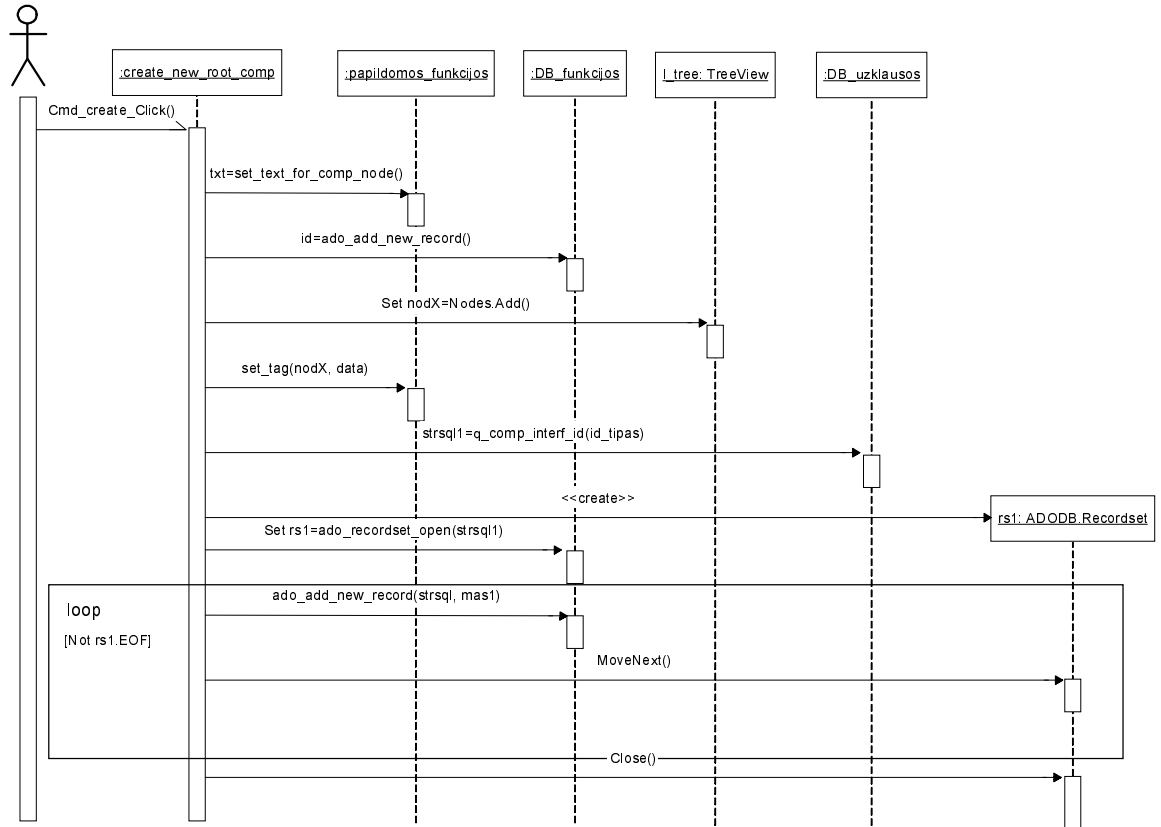 :create_new_root_comp
:papildomos_funkcijos
:DB_funkcijos
l_tree: TreeView
:DB_uzklausos
Cmd_create_Click()
txt=set_text_for_comp_node()
id=ado_add_new_record()
Set nodX=Nodes.Add()
set_tag(nodX, data)
strsql1=q_comp_interf_id(id_tipas)
<<create>>
rs1: ADODB.Recordset
Set rs1=ado_recordset_open(strsql1)
ado_add_new_record(strsql, mas1)
loop
[Not rs1.EOF]
MoveNext()
Close()